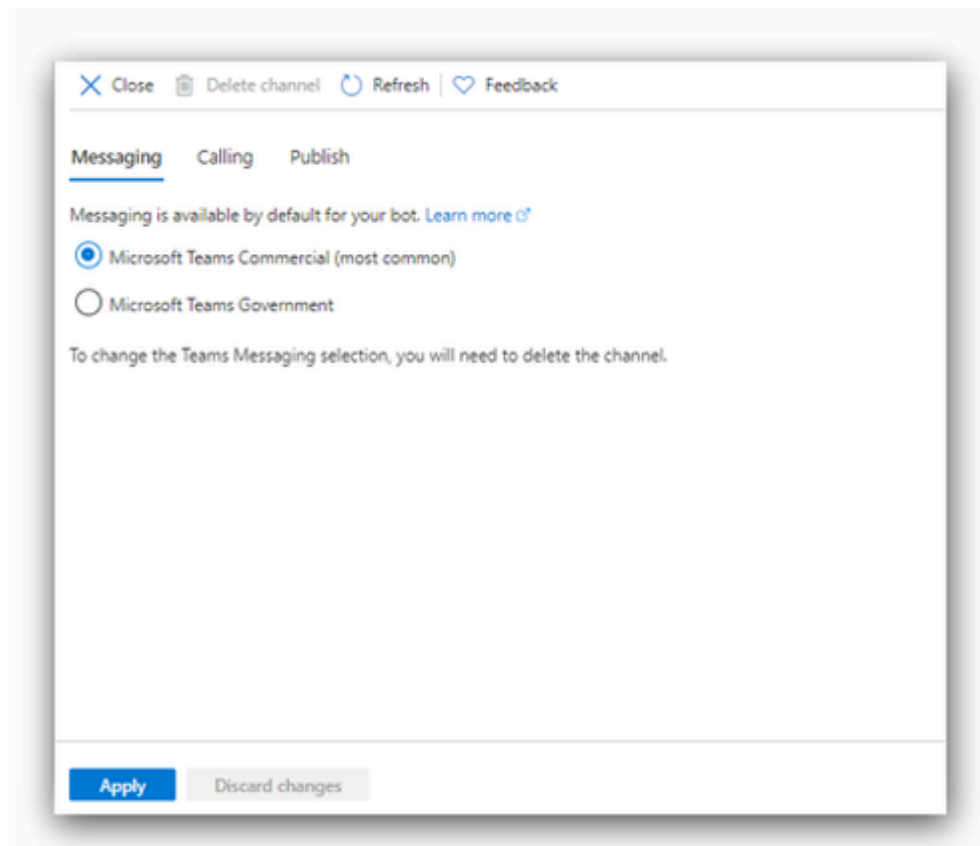 Close Delete channel Refresh Feedback
Messaging Calling Publish
Messaging is available by default for your bot. Learn more
Microsoft Teams Commercial (most common)
Microsoft Teams Government
To change the Teams Messaging selection, you will need to delete the channel.
Apply Discard changes